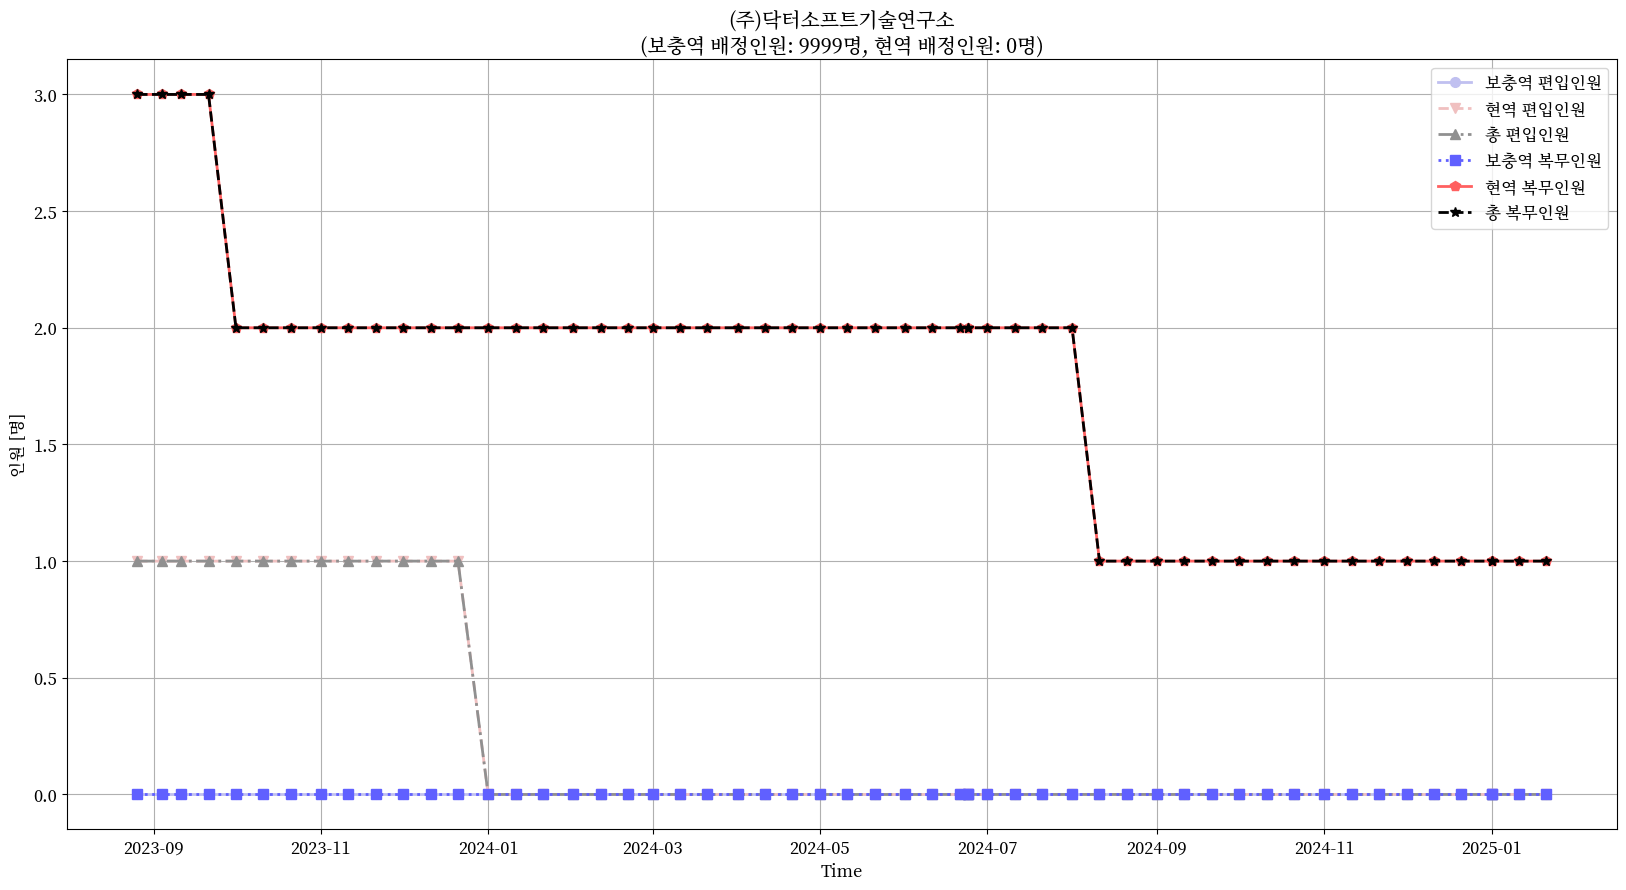 (주)닥터소프트기술연구소
(보충역 배정인원: 9999명, 현역 배정인원: 0명)
보충역 편입인원
현역 편입인원
총 편입인원
보충역 복무인원
현역 복무인원
총 복무인원
인원 [명]
3.0
2.5
2.0
1.5
1.0
0.5
0.0
2023-09
2023-11
2024-01
2024-03
2024-05
2024-07
2024-09
2024-11
2025-01
Time